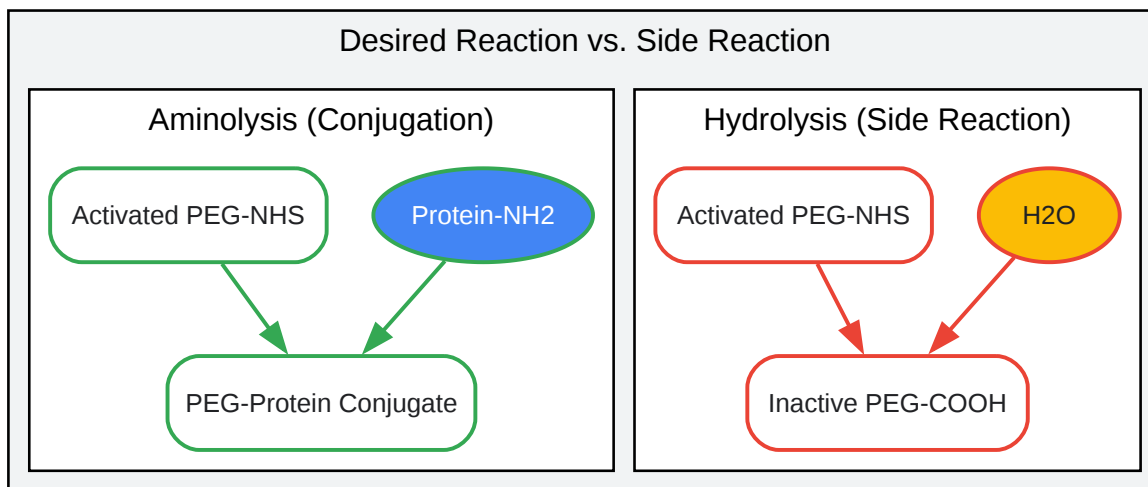 Desired Reaction vs. Side Reaction
Aminolysis (Conjugation)
Activated PEG-NHS
Protein-NH2
PEG-Protein Conjugate
Hydrolysis (Side Reaction)
Activated PEG-NHS
H2O
Inactive PEG-COOH